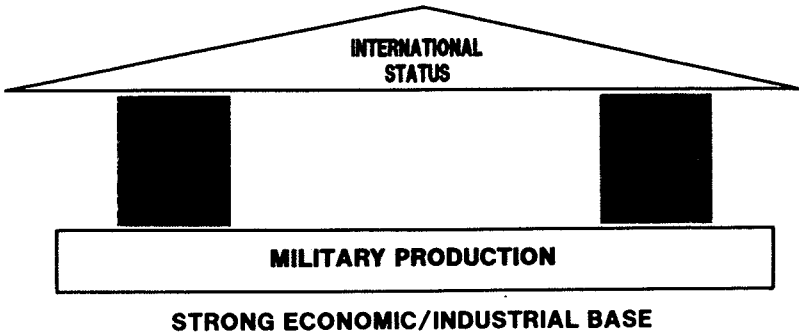 INTERNATIONAL
STATUS
MILITARY PRODUCTION
STRONG ECONOMIC/INDUSTRIAL BASE